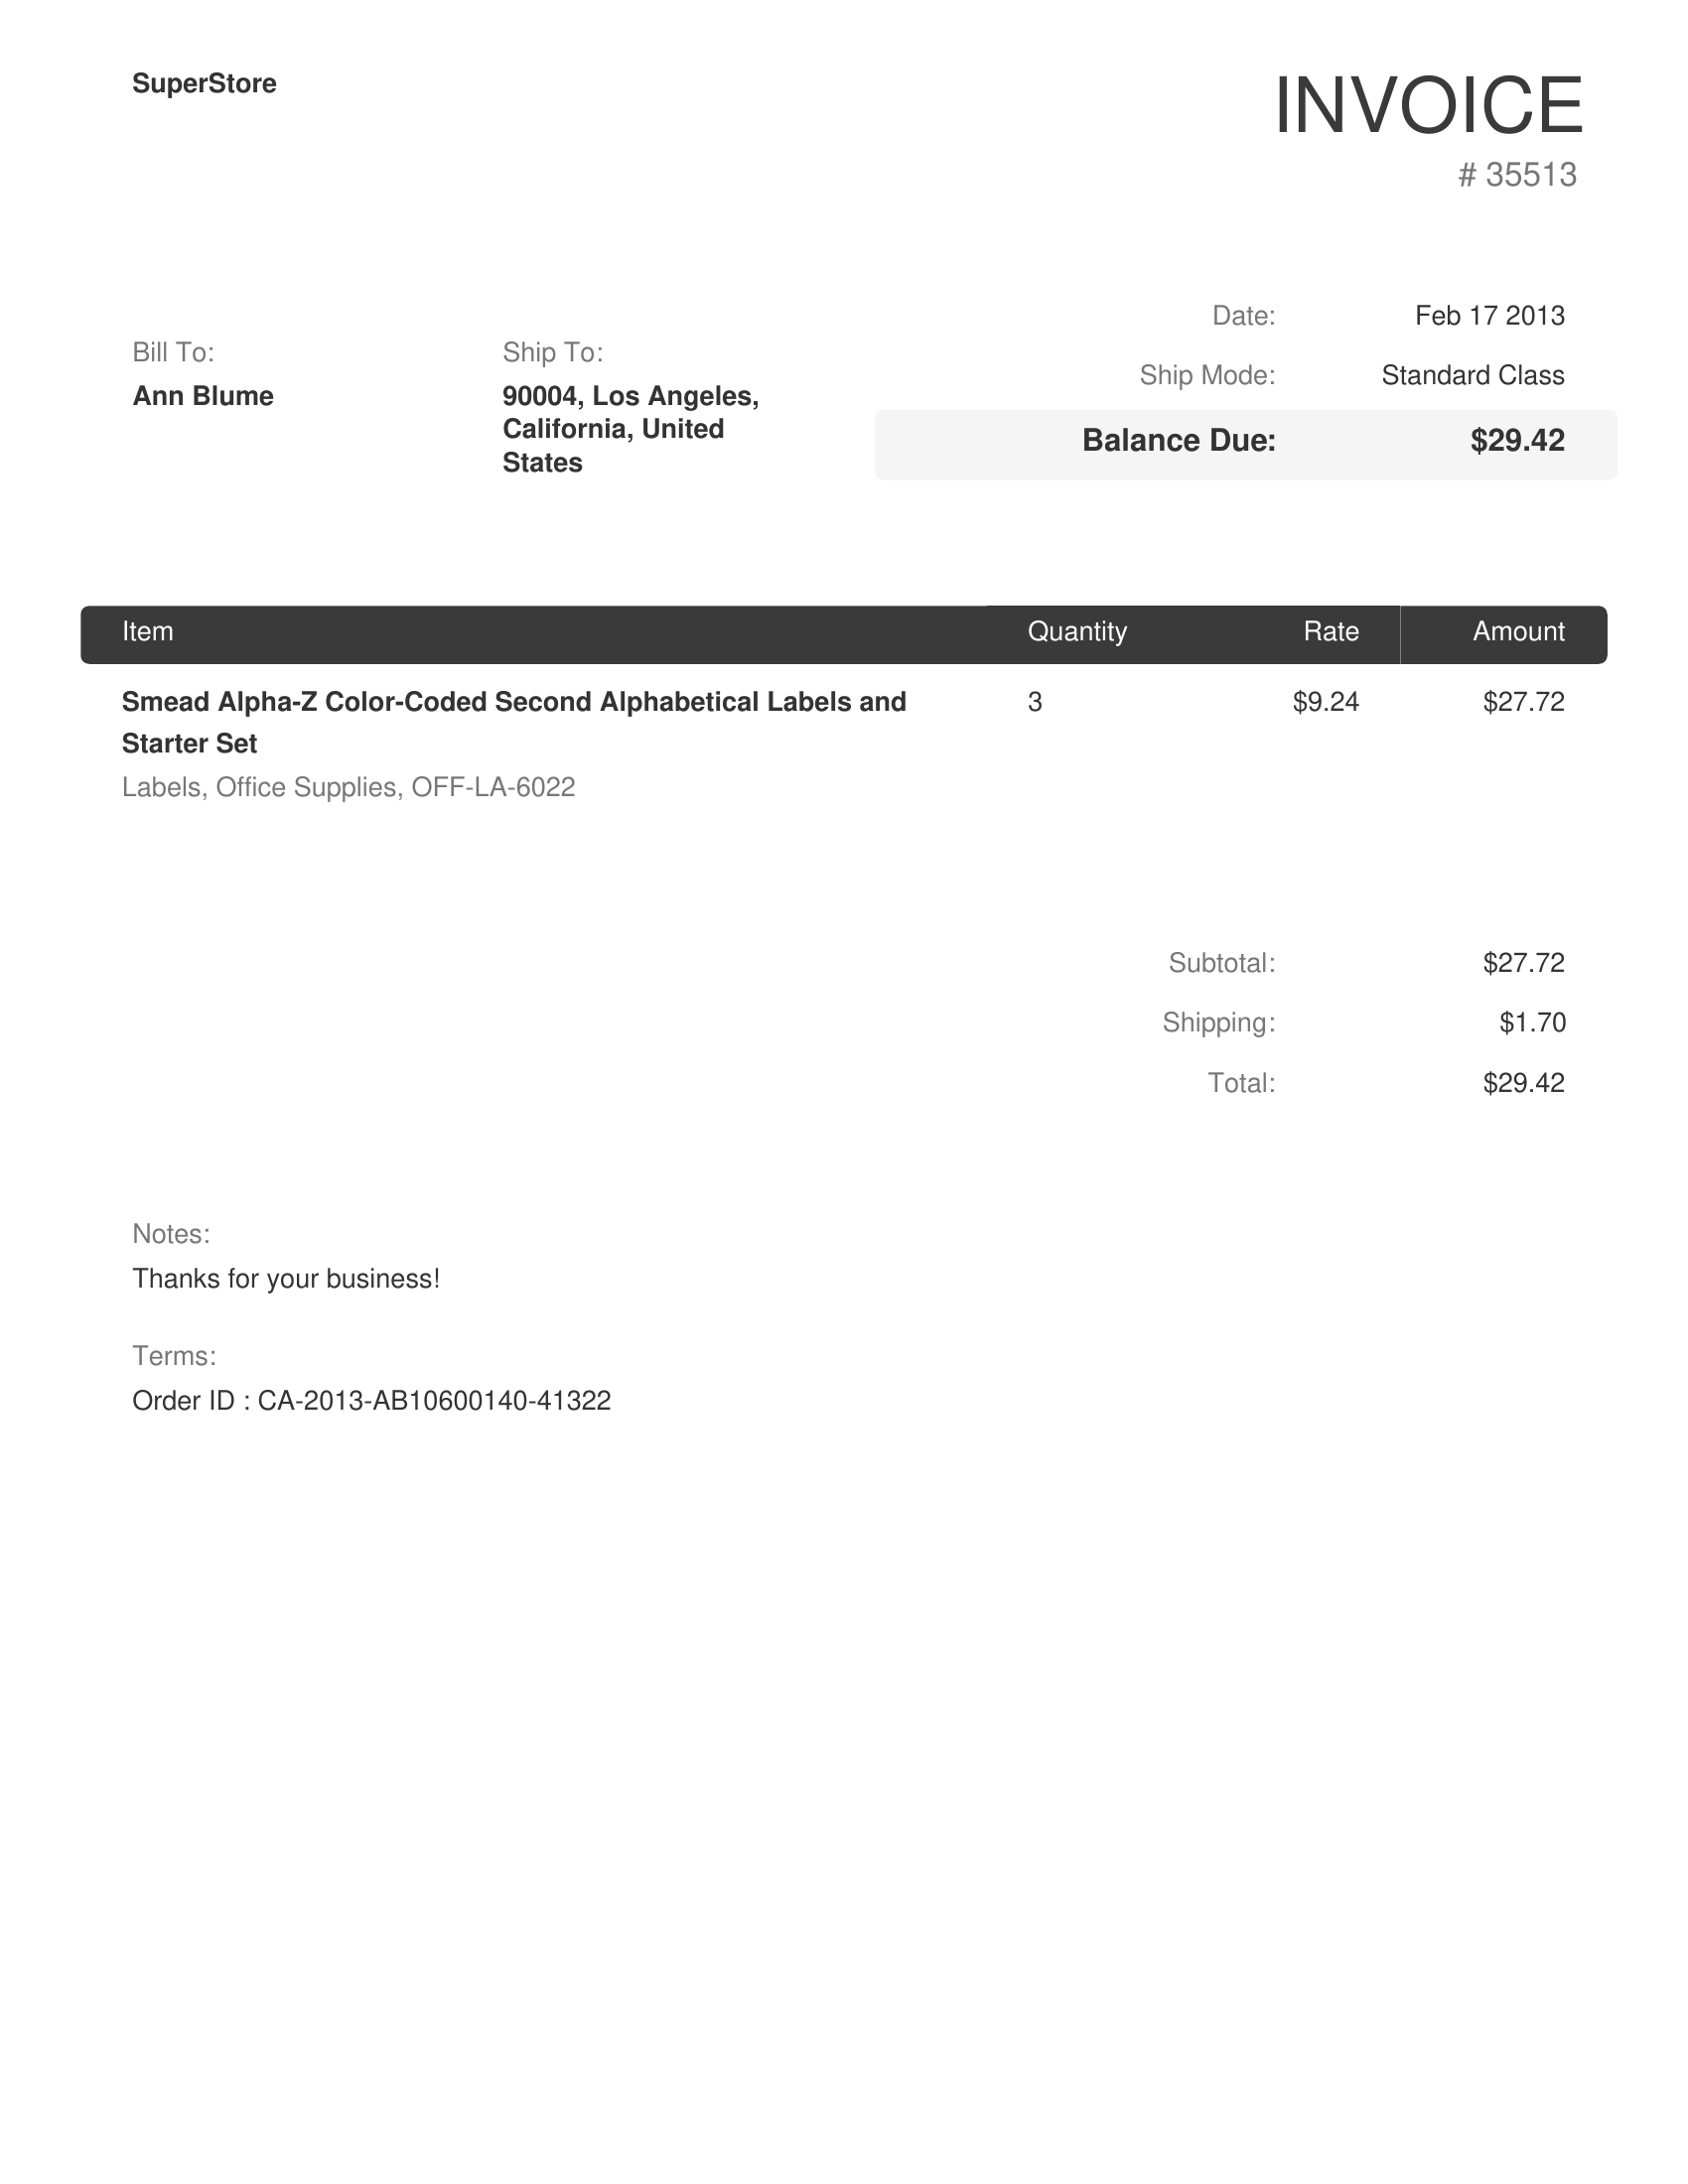 SuperStore
INVOICE
# 35513
Date: Feb 17 2013
Ship Mode: Standard Class
Balance Due: $29.42
Bill To:
Ann Blume
Ship To:
90004, Los Angeles,
California, United
States
Item Quantity Rate Amount
Smead Alpha-Z Color-Coded Second Alphabetical Labels and 3 $9.24 $27.72
Starter Set
Labels, Office Supplies, OFF-LA-6022
Subtotal: $27.72
Shipping: $1.70
Total: $29.42
Notes:
Thanks for your business!
Terms:
Order ID : CA-2013-AB10600140-41322